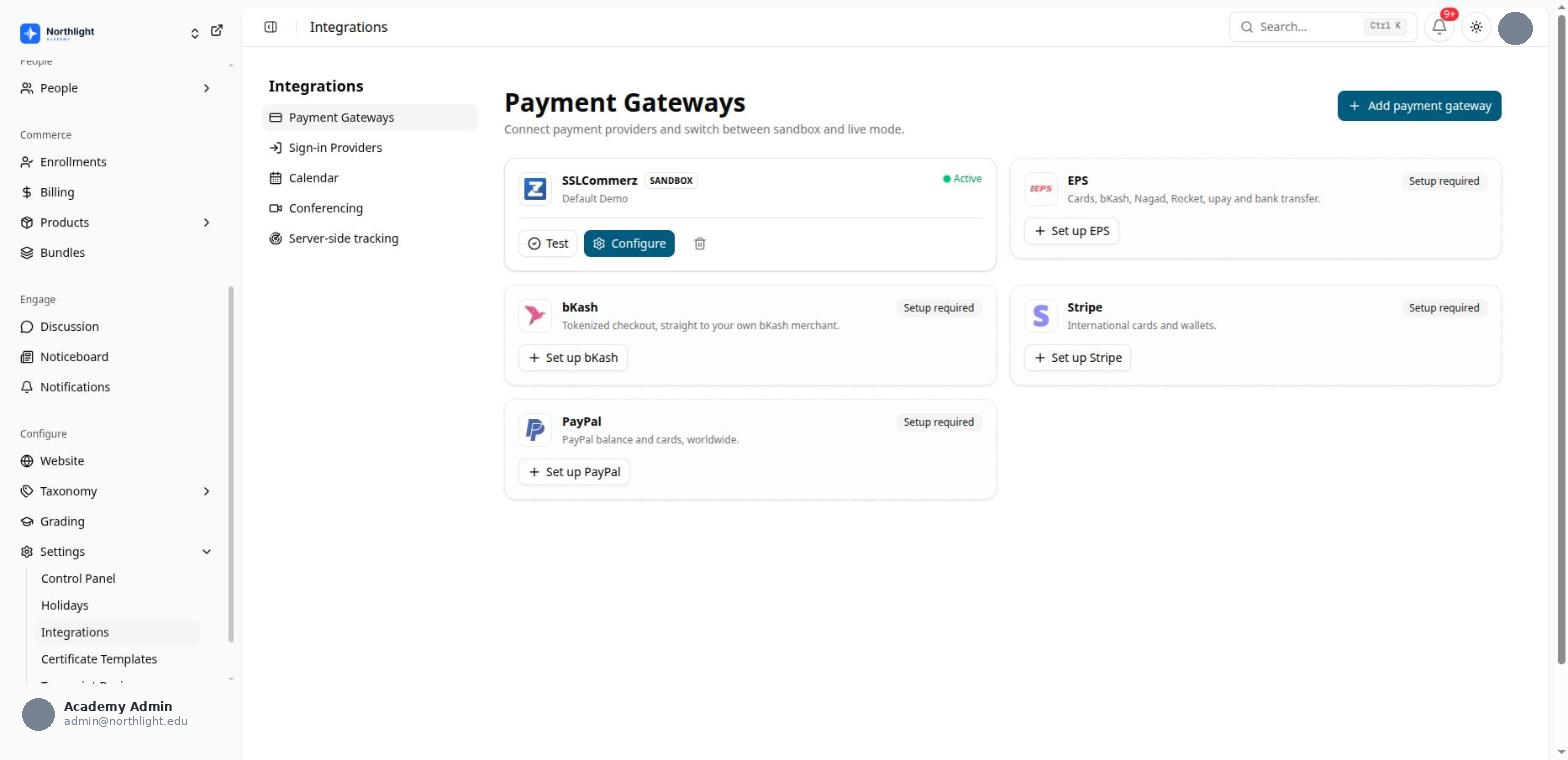 Northlight
ACADEMY
People
People
Commerce
Enrollments
Billing
Products
Bundles
Engage
Discussion
Noticeboard
Notifications
Configure
Website
Taxonomy
Grading
Settings
Control Panel
Holidays
Integrations
Certificate Templates
Academy Admin
admin@northlight.edu
Integrations
Search...
Ctrl K
9+
Integrations
Payment Gateways
Sign-in Providers
Calendar
Conferencing
Server-side tracking
Payment Gateways
Connect payment providers and switch between sandbox and live mode.
+ Add payment gateway
SSLCommerz SANDBOX
Active
Default Demo
Test
Configure
EPS
EPS
Setup required
Cards, bKash, Nagad, Rocket, upay and bank transfer.
+ Set up EPS
bKash
Setup required
Tokenized checkout, straight to your own bKash merchant.
+ Set up bKash
Stripe
Setup required
International cards and wallets.
+ Set up Stripe
PayPal
Setup required
PayPal balance and cards, worldwide.
+ Set up PayPal